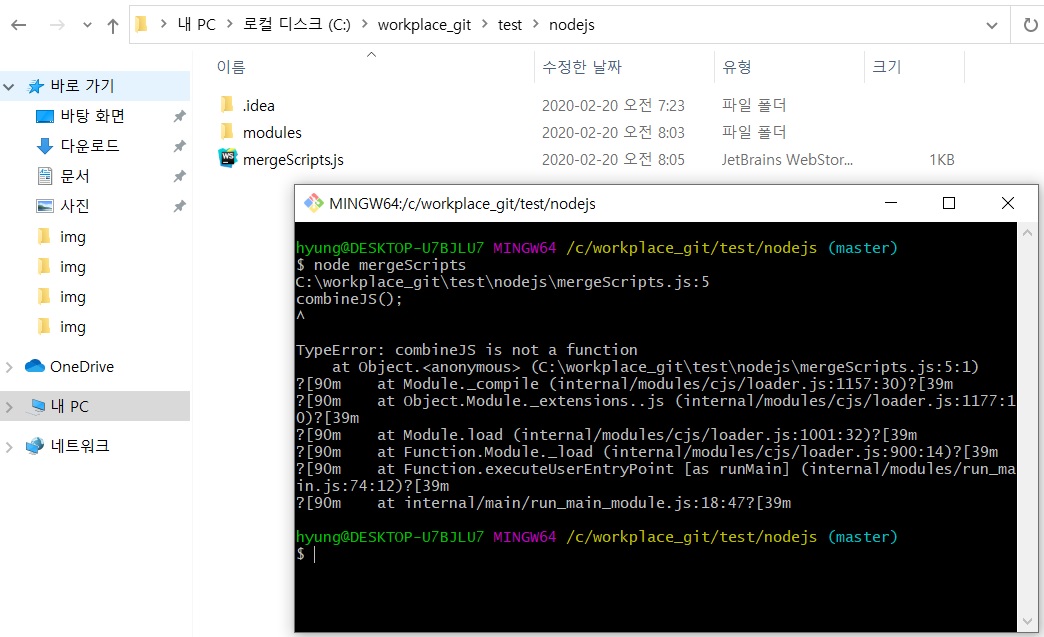 내 PC > 로컬 디스크 (C:) > workplace_git > test > nodejs
이름 수정한 날짜 유형 크기
바로 가기
바탕 화면
다운로드
문서
사진
img
img
img
img
OneDrive
내 PC
네트워크
.idea 2020-02-20 오전 7:23 파일 폴더
modules 2020-02-20 오전 8:03 파일 폴더
WS mergeScripts.js 2020-02-20 오전 8:05 JetBrains WebStor... 1KB
MINGW64:/c/workplace_git/test/nodejs
hyung@DESKTOP-U7BJLU7 MINGW64 /c/workplace_git/test/nodejs (master)
$ node mergeScripts
C:\workplace_git\test\nodejs\mergeScripts.js:5
combineJS();
^
TypeError: combineJS is not a function
    at Object.<anonymous> (C:\workplace_git\test\nodejs\mergeScripts.js:5:1)
?[90m    at Module._compile (internal/modules/cjs/loader.js:1157:30)?[39m
?[90m    at Object.Module._extensions..js (internal/modules/cjs/loader.js:1177:1
0)?[39m
?[90m    at Module.load (internal/modules/cjs/loader.js:1001:32)?[39m
?[90m    at Function.Module._load (internal/modules/cjs/loader.js:900:14)?[39m
?[90m    at Function.executeUserEntryPoint [as runMain] (internal/modules/run_ma
in.js:74:12)?[39m
?[90m    at internal/main/run_main_module.js:18:47?[39m
hyung@DESKTOP-U7BJLU7 MINGW64 /c/workplace_git/test/nodejs (master)
$